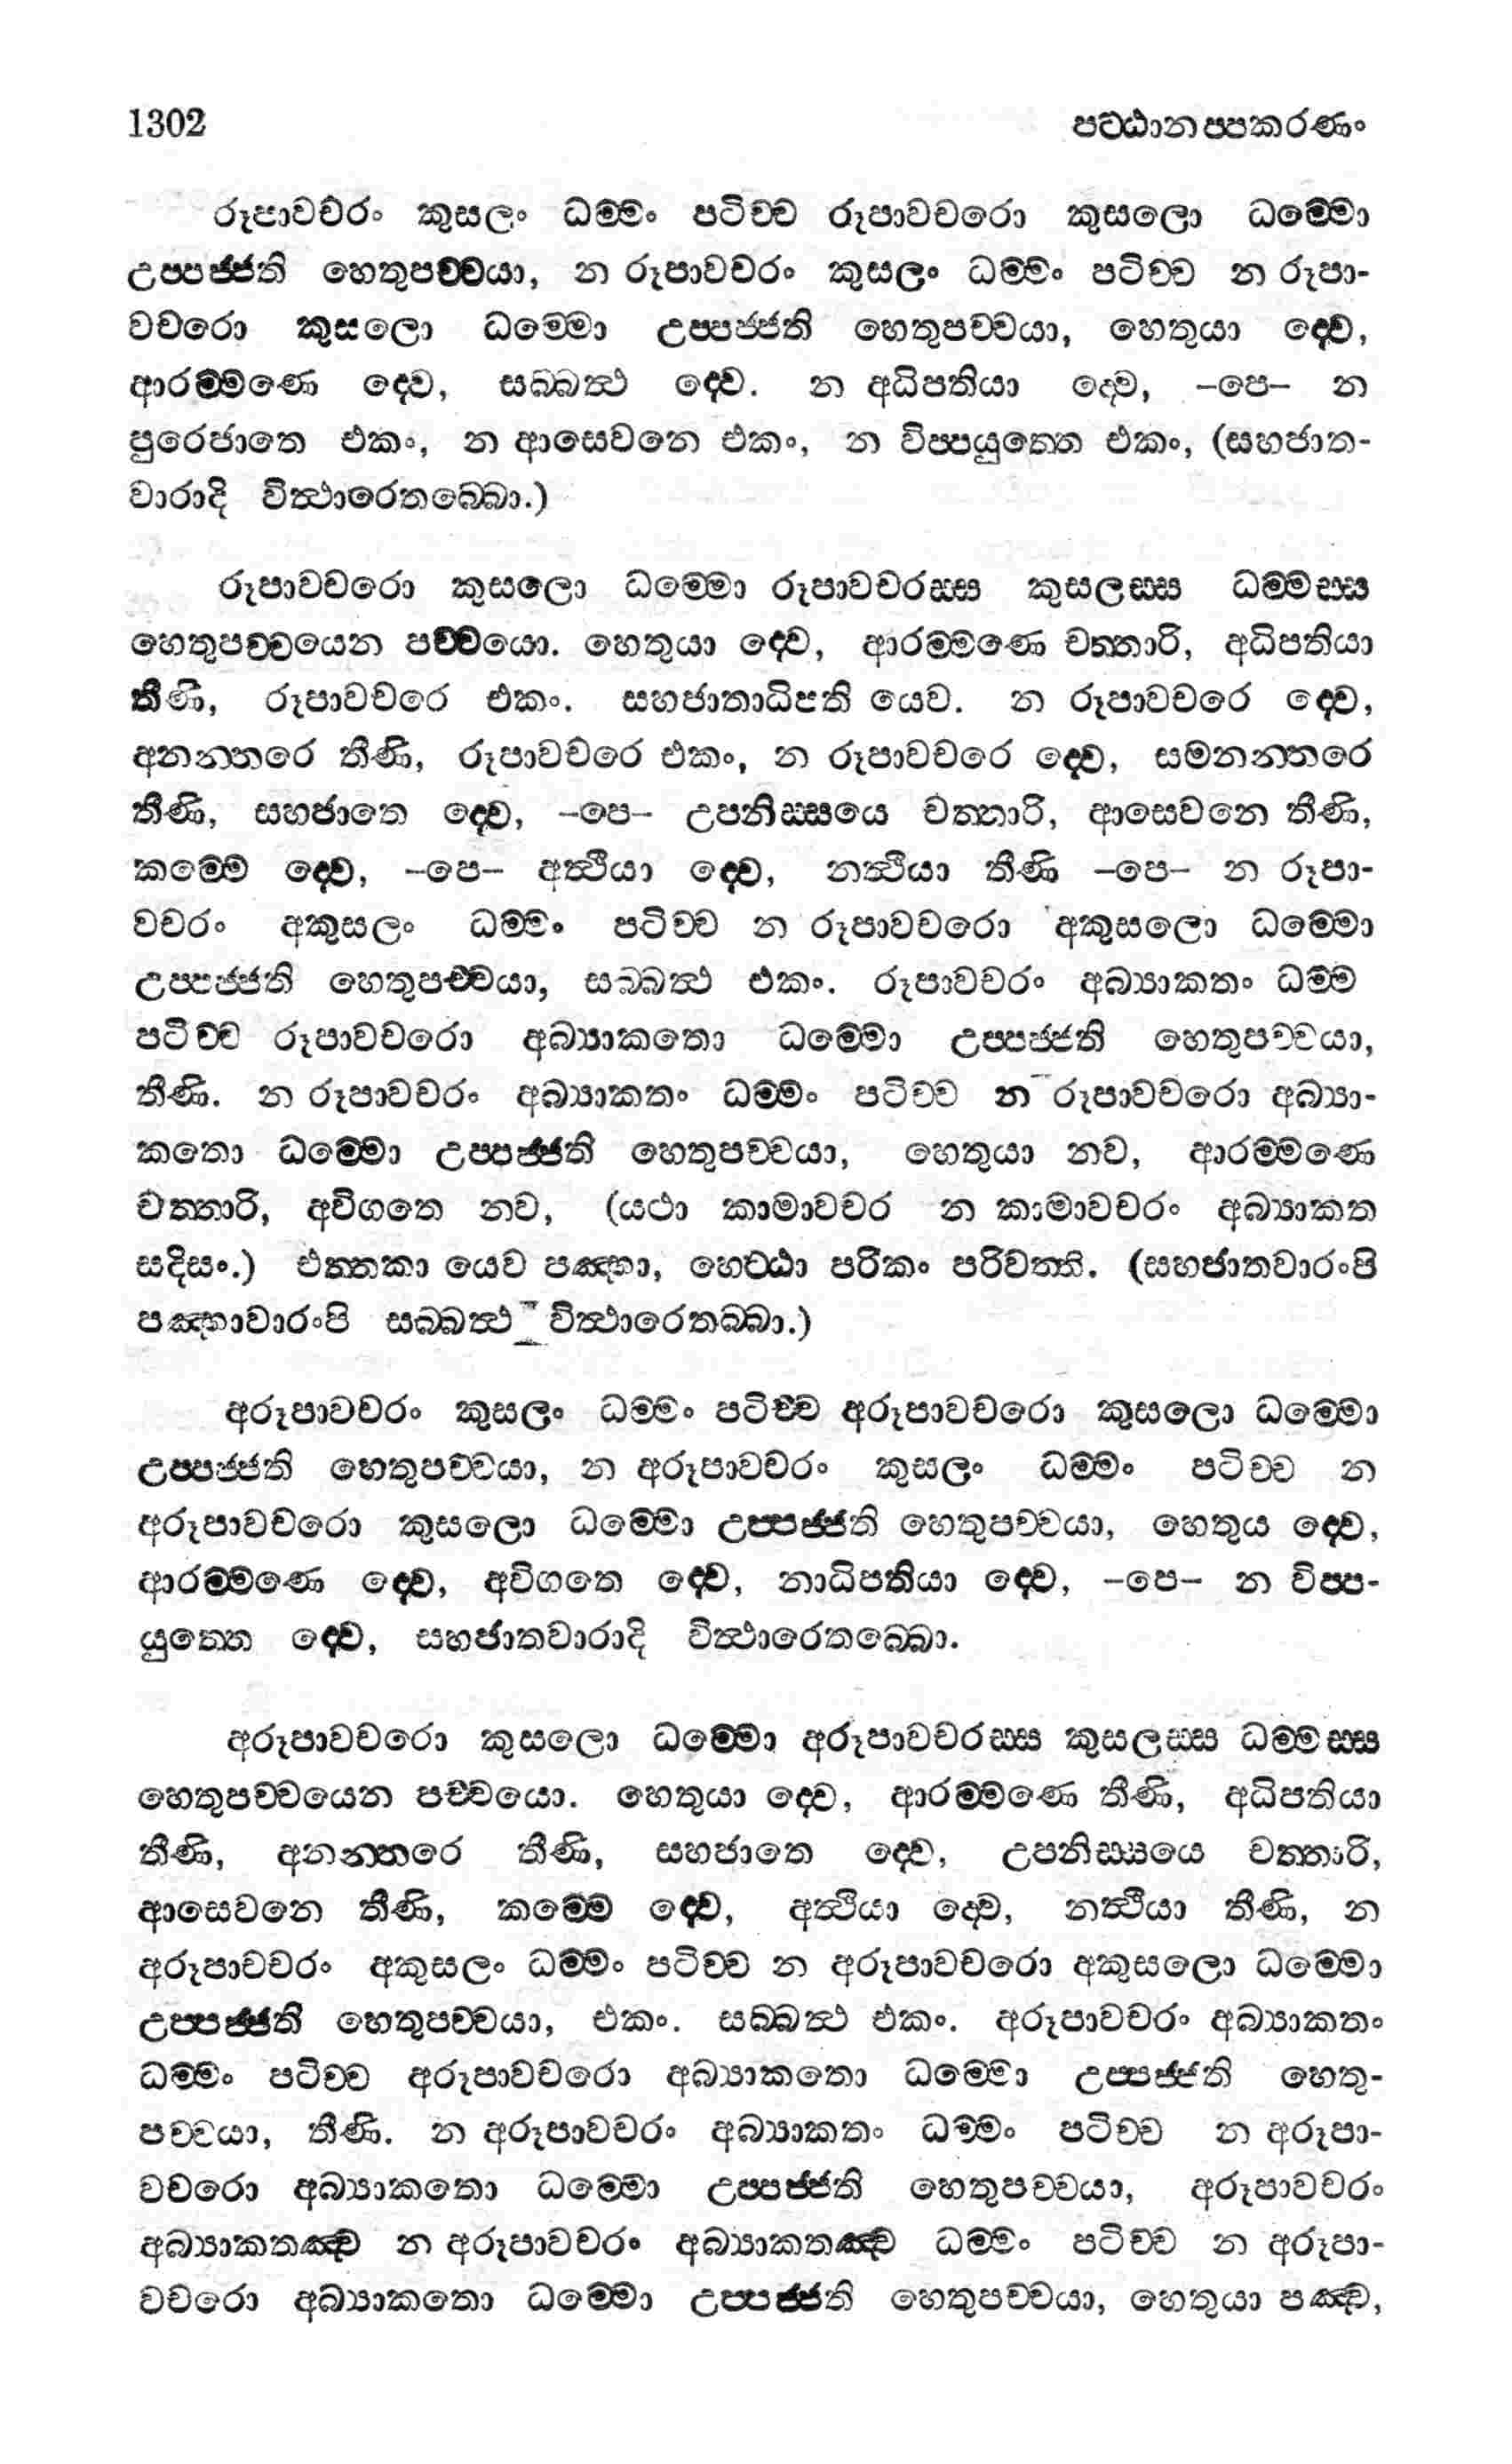 1302 පට්ඨානප්පකරණං
රූපාවචරං කුසලං ධම්මං පටිච්ච රූපාවචරො කුසලො ධම්මො
උප්පජ්ජති හෙතුපච්චයා, න රූපාවචරං කුසලං ධම්මං පටිච්ච න රූපා-
වචරො කුසලො ධම්මො උප්පජ්ජති හෙතුපච්චයා, හෙතුයා ද්වෙ,
ආරම්මණෙ ද්වෙ, සබ්බත්ථ ද්වෙ. න අධිපතියා ද්වෙ, –පෙ– න
පුරෙජාතෙ එකං, න ආසෙවනෙ එකං, න විප්පයුත්තෙ එකං, (සහජාත-
වාරාදි විත්ථාරෙතබ්බො.)
රූපාවචරො කුසලො ධම්මො රූපාවචරස්ස කුසලස්ස ධම්මස්ස
හෙතුපච්චයෙන පච්චයො. හෙතුයා ද්වෙ, ආරම්මණෙ චත්තාරි, අධිපතියා
තීණි, රූපාවචරෙ එකං. සහජාතාධිපති යෙව. න රූපාවචරෙ ද්වෙ,
අනන්තරෙ තීණි, රූපාවචරෙ එකං, න රූපාවචරෙ ද්වෙ, සමනන්තරෙ
තීණි, සහජාතෙ ද්වෙ, –පෙ– උපනිස්සයෙ චත්තාරි, ආසෙවනෙ තීණි,
කම්මෙ ද්වෙ, –පෙ– අත්ථියා ද්වෙ, නත්ථියා තීණි –පෙ– න රූපා-
වචරං අකුසලං ධම්මං පටිච්ච න රූපාවචරො අකුසලො ධම්මො
උප්පජ්ජති හෙතුපච්චයා, සබ්බත්ථ එකං. රූපාවචරං අබ්‍යාකතං ධම්ම
පටිච්ච රූපාවචරො අබ්‍යාකතො ධම්මො උප්පජ්ජති හෙතුපච්චයා,
තීණි. න රූපාවචරං අබ්‍යාකතං ධම්මං පටිච්ච න රූපාවචරො අබ්‍යා-
කතො ධම්මො උප්පජ්ජති හෙතුපච්චයා, හෙතුයා නව, ආරම්මණෙ
චත්තාරි, අවිගතෙ නව, (යථා කාමාවචර න කාමාවචරං අබ්‍යාකත
සදිසං.) එත්තකා යෙව පඤ්හා, හෙට්ඨා පරිකං පරිවත්ති. (සහජාතවාරංපි
පඤ්හාවාරංපි සබ්බත්ථ විත්ථාරෙතබ්බා.)
අරූපාවචරං කුසලං ධම්මං පටිච්ච අරූපාවචරො කුසලො ධම්මො
උප්පජ්ජති හෙතුපච්චයා, න අරූපාවචරං කුසලං ධම්මං පටිච්ච න
අරූපාවචරො කුසලො ධම්මො උප්පජ්ජති හෙතුපච්චයා, හෙතුය ද්වෙ,
ආරම්මණෙ ද්වෙ, අවිගතෙ ද්වෙ, නාධිපතියා ද්වෙ, –පෙ– න විප්ප-
යුත්තෙ ද්වෙ, සහජාතවාරාදි විත්ථාරෙතබ්බො.
අරූපාවචරො කුසලො ධම්මො අරූපාවචරස්ස කුසලස්ස ධම්මස්ස
හෙතුපච්චයෙන පච්චයො. හෙතුයා ද්වෙ, ආරම්මණෙ තීණි, අධිපතියා
තීණි, අනන්තරෙ තීණි, සහජාතෙ ද්වෙ, උපනිස්සයෙ චත්තාරි,
ආසෙවනෙ තීණි, කම්මෙ ද්වෙ, අත්ථියා ද්වෙ, නත්ථියා තීණි, න
අරූපාචචරං අකුසලං ධම්මං පටිච්ච න අරූපාවචරො අකුසලො ධම්මො
උප්පජ්ජති හෙතුපච්චයා, එකං. සබ්බත්ථ එකං. අරූපාවචරං අබ්‍යාකතං
ධම්මං පටිච්ච අරූපාවචරො අබ්‍යාකතො ධම්මො උප්පජ්ජති හෙතු-
පච්චයා, තීණි. න අරූපාවචරං අබ්‍යාකතං ධම්මං පටිච්ච න අරූපා-
වචරො අබ්‍යාකතො ධම්මො උප්පජ්ජති හෙතුපච්චයා, අරූපාවචරං
අබ්‍යාකතඤ්ච න අරූපාවචරං අබ්‍යාකතඤ්ච ධම්මං පටිච්ච න අරූපා-
වචරො අබ්‍යාකතො ධම්මො උප්පජ්ජති හෙතුපච්චයා, හෙතුයා පඤ්ච,